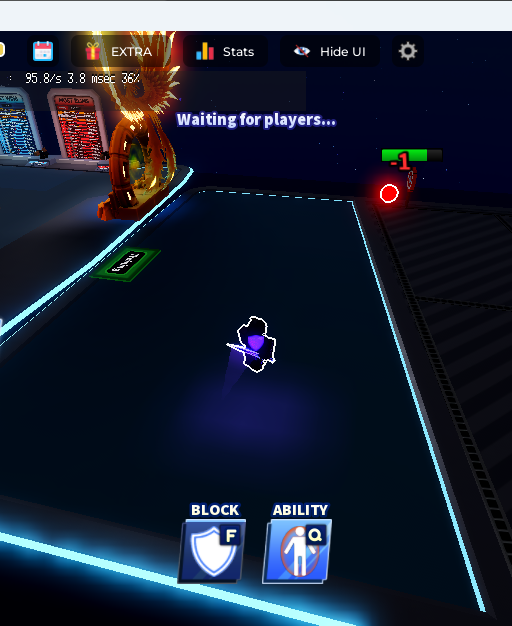 EXTRA
Stats
Hide UI
: 95.8/s 3.8 msec 36%
Waiting for players...
-1
BLOCK
ABILITY
F
Q